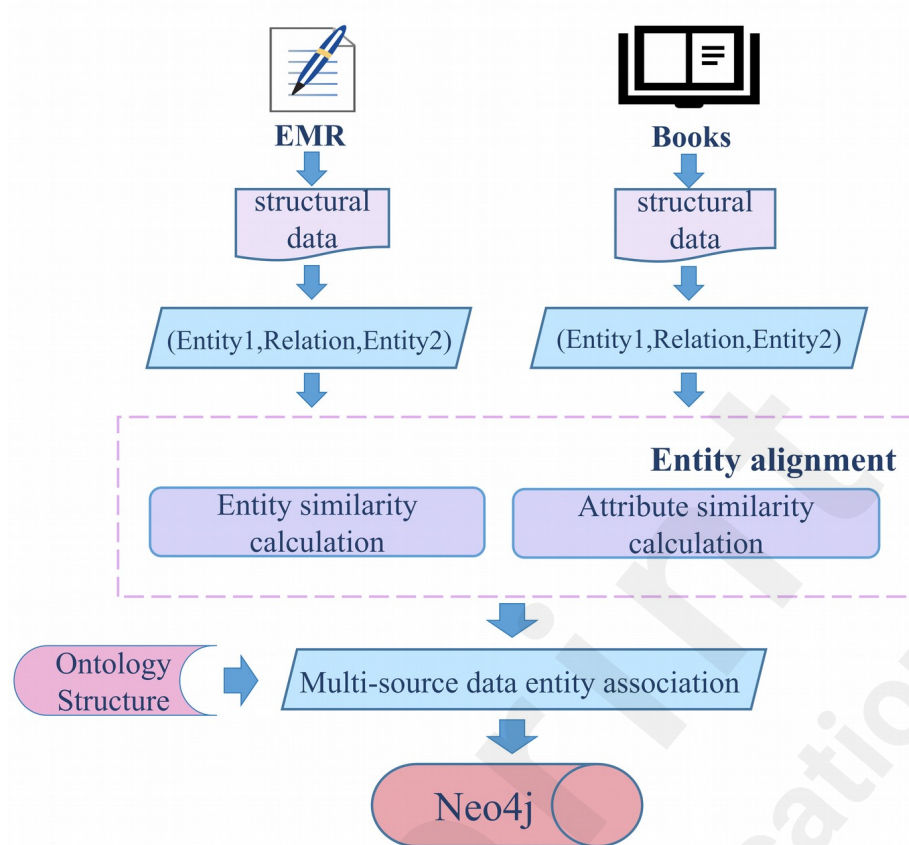 EMR
Books
structural
data
structural
data
(Entity1,Relation,Entity2)
(Entity1,Relation,Entity2)
Entity alignment
Entity similarity
calculation
Attribute similarity
calculation
Ontology
Structure
Multi-source data entity association
Neo4j